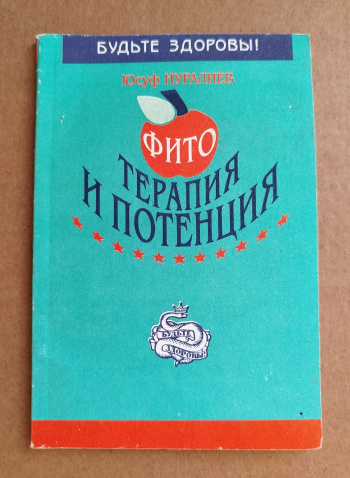 БУДЬТЕ ЗДОРОВЫ!
Юсуф НУРАЛИЕВ
ФИТО
ТЕРАПИЯ
И ПОТЕНЦИЯ
БУДЬТЕ
ЗДОРОВЫ!